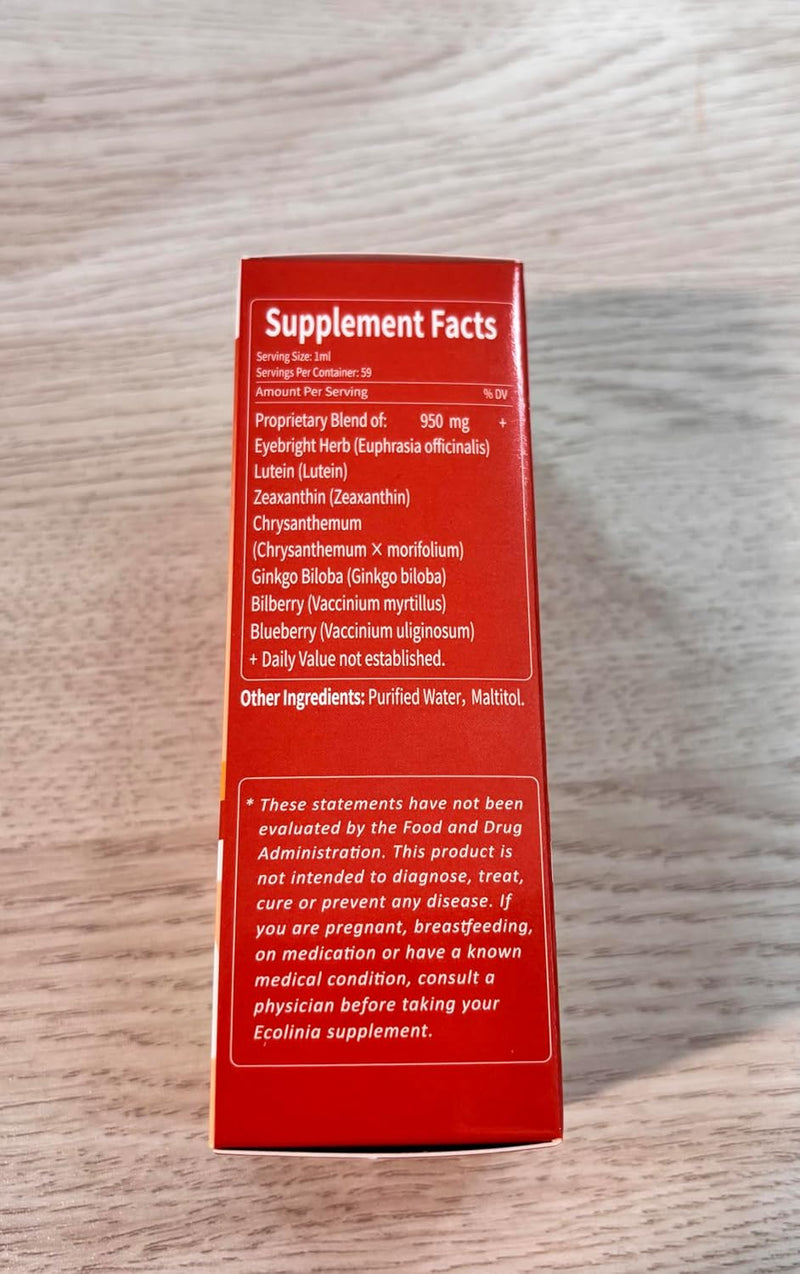 Supplement Facts
Serving Size: 1ml
Servings Per Container: 59
Amount Per Serving % DV
Proprietary Blend of: 950 mg +
Eyebright Herb (Euphrasia officinalis)
Lutein (Lutein)
Zeaxanthin (Zeaxanthin)
Chrysanthemum
(Chrysanthemum X morifolium)
Ginkgo Biloba (Ginkgo biloba)
Bilberry (Vaccinium myrtillus)
Blueberry (Vaccinium uliginosum)
+ Daily Value not established.
Other Ingredients: Purified Water, Maltitol.
* These statements have not been
evaluated by the Food and Drug
Administration. This product is
not intended to diagnose, treat,
cure or prevent any disease. If
you are pregnant, breastfeeding,
on medication or have a known
medical condition, consult a
physician before taking your
Ecolinia supplement.